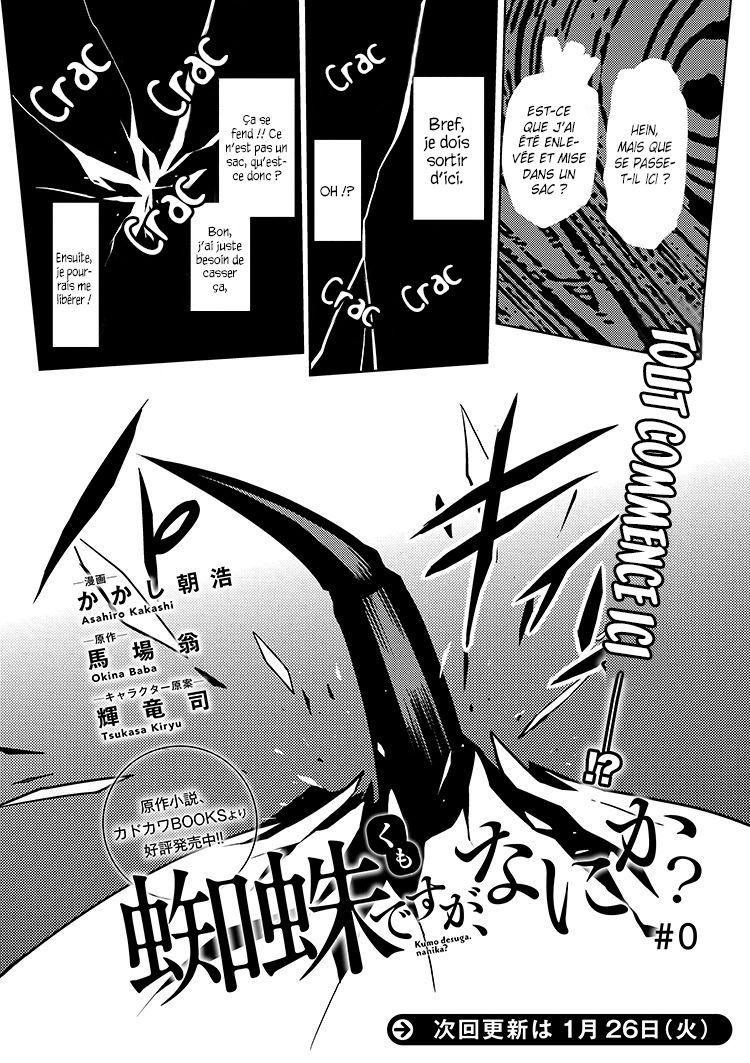 HEIN,
MAIS QUE
SE PASSE-
T-IL ICI ?
EST-CE
QUE J'AI
ÉTÉ ENLE-
VÉE ET MISE
DANS UN
SAC ?
Crac
Bref,
je dois
sortir
d'ici.
OH !?
Crac
Crac
Crac
Crac
Ça se
fend !! Ce
n'est pas un
sac, qu'est-
ce donc ?
Bon,
j'ai juste
besoin de
casser
ça,
Crac
Ensuite,
je pour-
rais me
libérer !
TOUT COMMENCE ICI
!?
漫画
かかし朝浩
Asahiro Kakashi
原作
馬場翁
Okina Baba
キャラクター原案
輝竜司
Tsukasa Kiryu
原作小説、
カドカワBOOKSより
好評発売中!!
くも
蜘蛛ですが、なにか?
Kumo desuga,
nanika?
#0
次回更新は 1月26日(火)